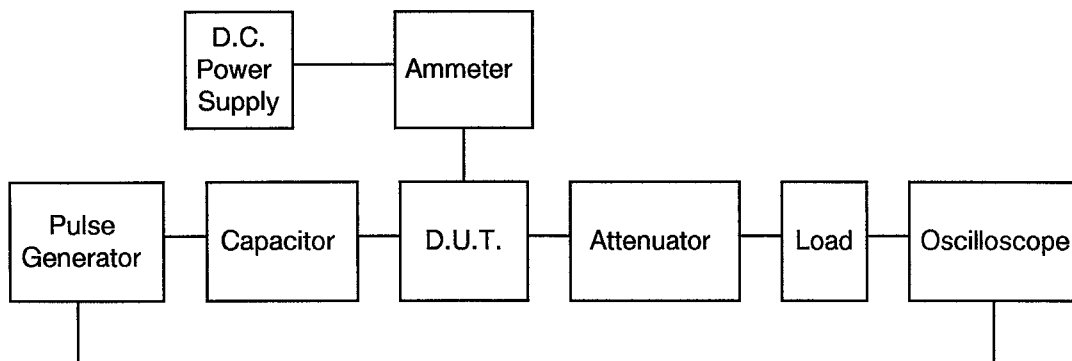 D.C.
Power
Supply
Ammeter
Pulse
Generator
Capacitor
D.U.T.
Attenuator
Load
Oscilloscope